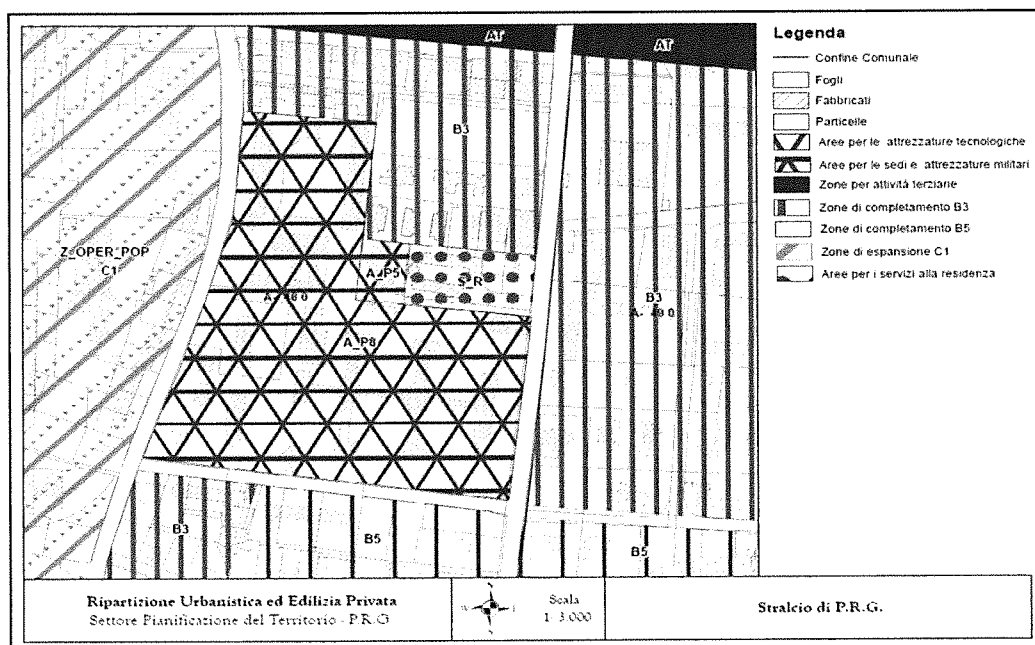 AT
AT
B3
Z_OPER_POP
C1
A_P5
S_R
B3
A_P8
B3
B5
B5
Legenda
Confine Comunale
Fogli
Fabbricati
Particelle
Aree per le attrezzature tecnologiche
Aree per le sedi e attrezzature militari
Zone per attività terziarie
Zone di completamento B3
Zone di completamento B5
Zone di espansione C1
Aree per i servizi alla residenza
Ripartizione Urbanistica ed Edilizia Privata
Settore Pianificazione del Territorio - P.R.G
Scala
1: 3.000
Stralcio di P.R.G.